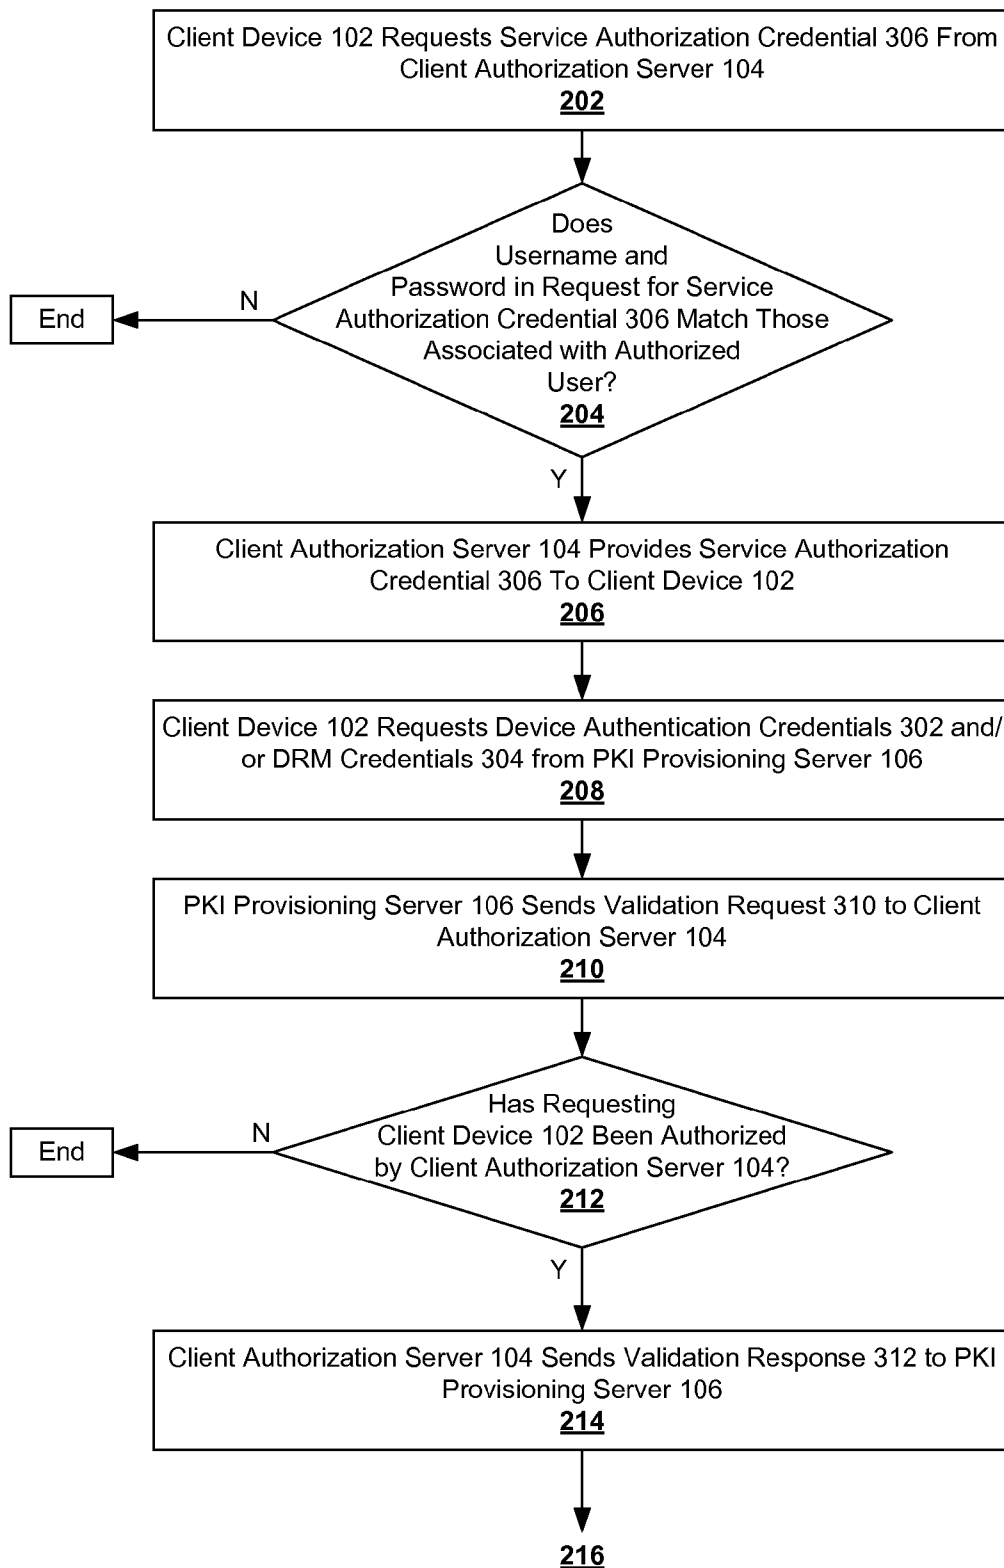 Client Device 102 Requests Service Authorization Credential 306 From
Client Authorization Server 104
202
Does
Username and
Password in Request for Service
Authorization Credential 306 Match Those
Associated with Authorized
User?
204
N
End
Y
Client Authorization Server 104 Provides Service Authorization
Credential 306 To Client Device 102
206
Client Device 102 Requests Device Authentication Credentials 302 and/
or DRM Credentials 304 from PKI Provisioning Server 106
208
PKI Provisioning Server 106 Sends Validation Request 310 to Client
Authorization Server 104
210
Has Requesting
Client Device 102 Been Authorized
by Client Authorization Server 104?
212
N
End
Y
Client Authorization Server 104 Sends Validation Response 312 to PKI
Provisioning Server 106
214
216